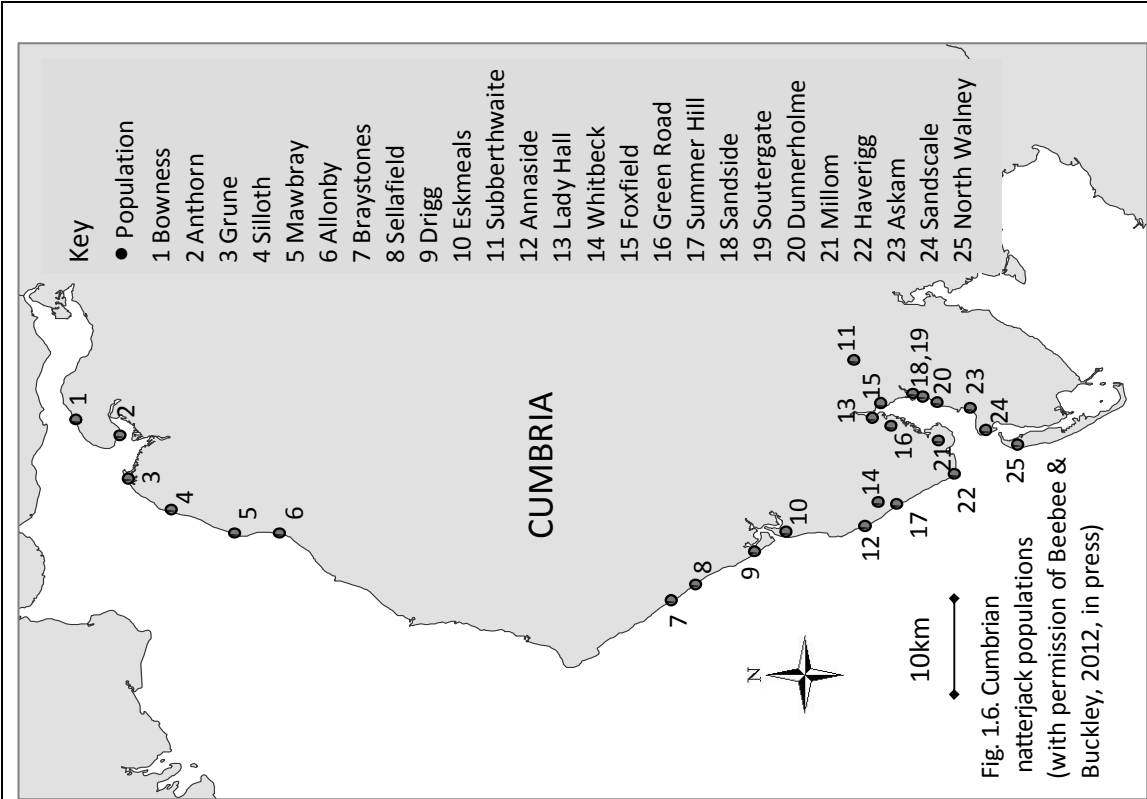 Key
● Population
1 Bowness
2 Anthorn
3 Grune
4 Silloth
5 Mawbray
6 Allonby
7 Braystones
8 Sellafield
9 Drigg
10 Eskmeals
11 Subberthwaite
12 Annaside
13 Lady Hall
14 Whitbeck
15 Foxfield
16 Green Road
17 Summer Hill
18 Sandside
19 Soutergate
20 Dunnerholme
21 Millom
22 Haverigg
23 Askam
24 Sandscale
25 North Walney
1
2
3
4
5
6
CUMBRIA
7
8
9
10
11
12
13
14
15
16
17
18,19
20
21
22
23
24
25
N
10km
Fig. 1.6. Cumbrian
natterjack populations
(with permission of Beebee &
Buckley, 2012, in press)